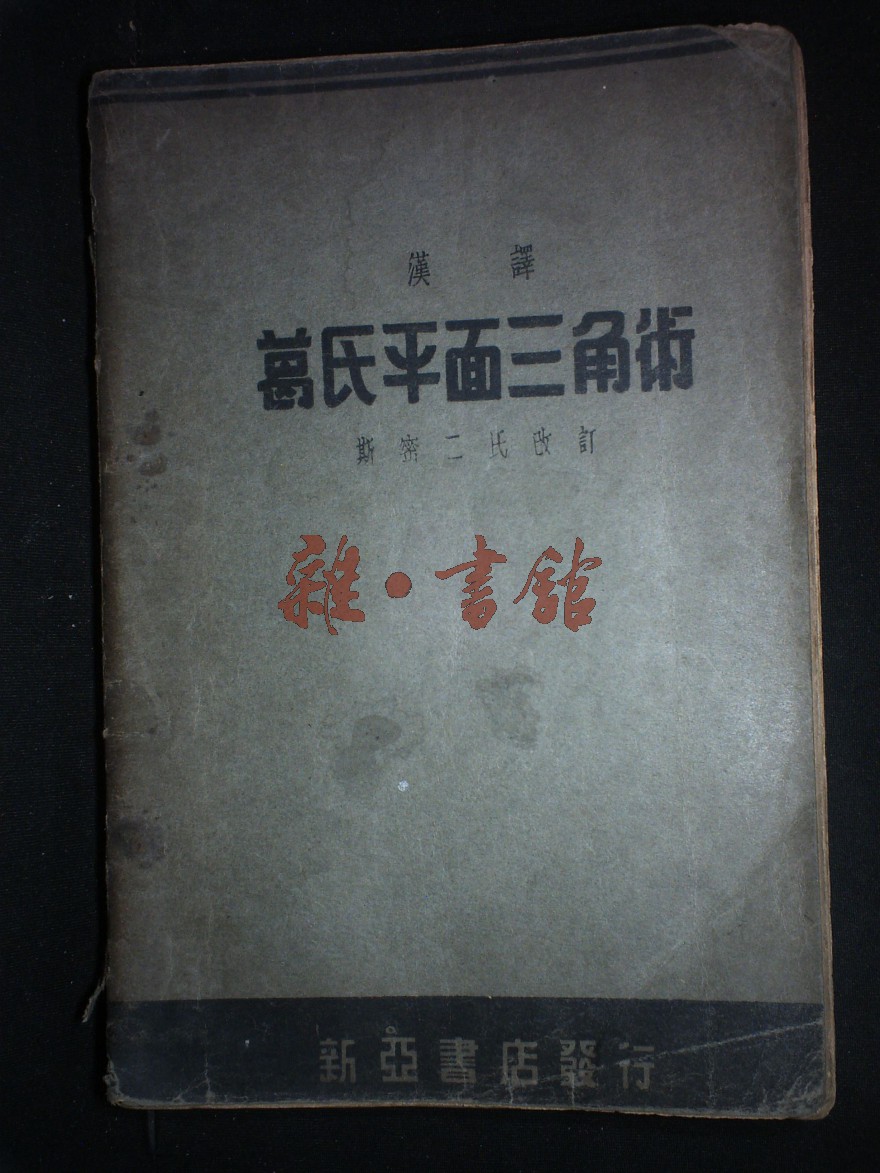 漢譯
葛氏平面三角術
斯密二氏改訂
雜·書館
新亞書店發行